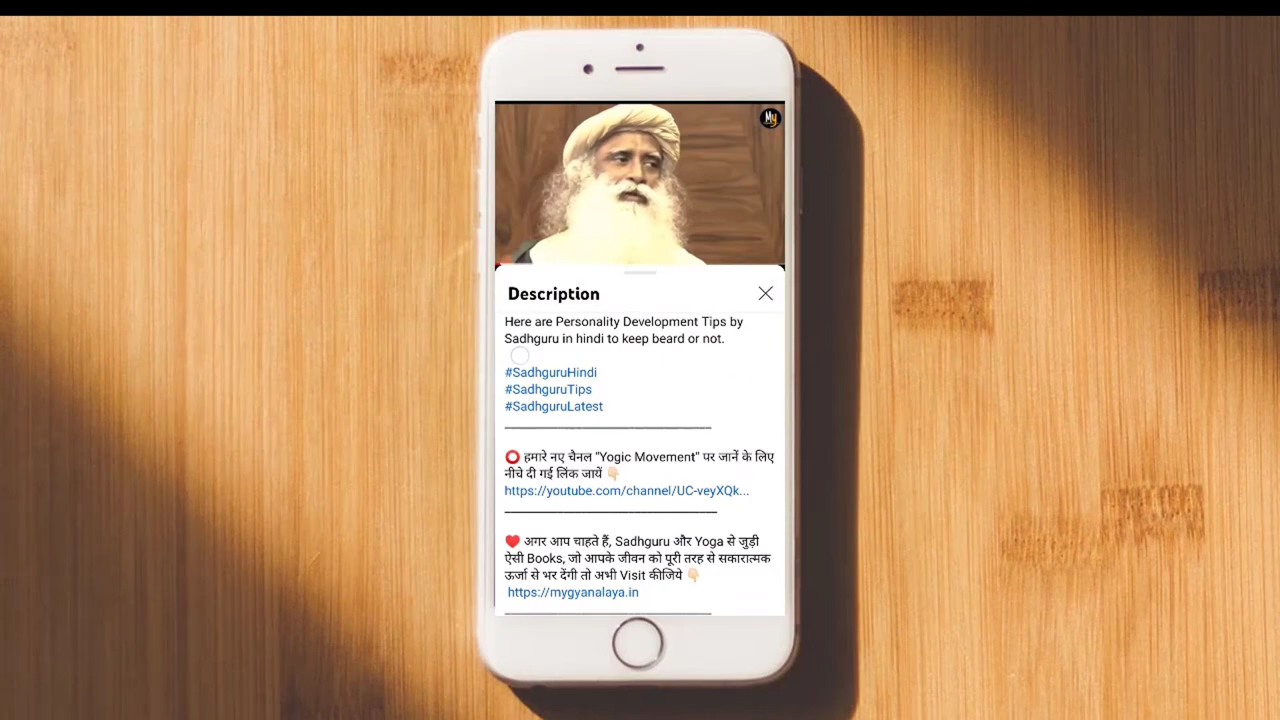 My
Description
Here are Personality Development Tips by
Sadhguru in hindi to keep beard or not.
#SadhguruHindi
#SadhguruTips
#SadhguruLatest
⭕ हमारे नए चैनल "Yogic Movement" पर जानें के लिए
नीचे दी गई लिंक जायें 👇🏻
https://youtube.com/channel/UC-veyXQk...
❤️ अगर आप चाहते हैं, Sadhguru और Yoga से जुड़ी
ऐसी Books, जो आपके जीवन को पूरी तरह से सकारात्मक
ऊर्जा से भर देंगी तो अभी Visit कीजिये 👇🏻
https://mygyanalaya.in